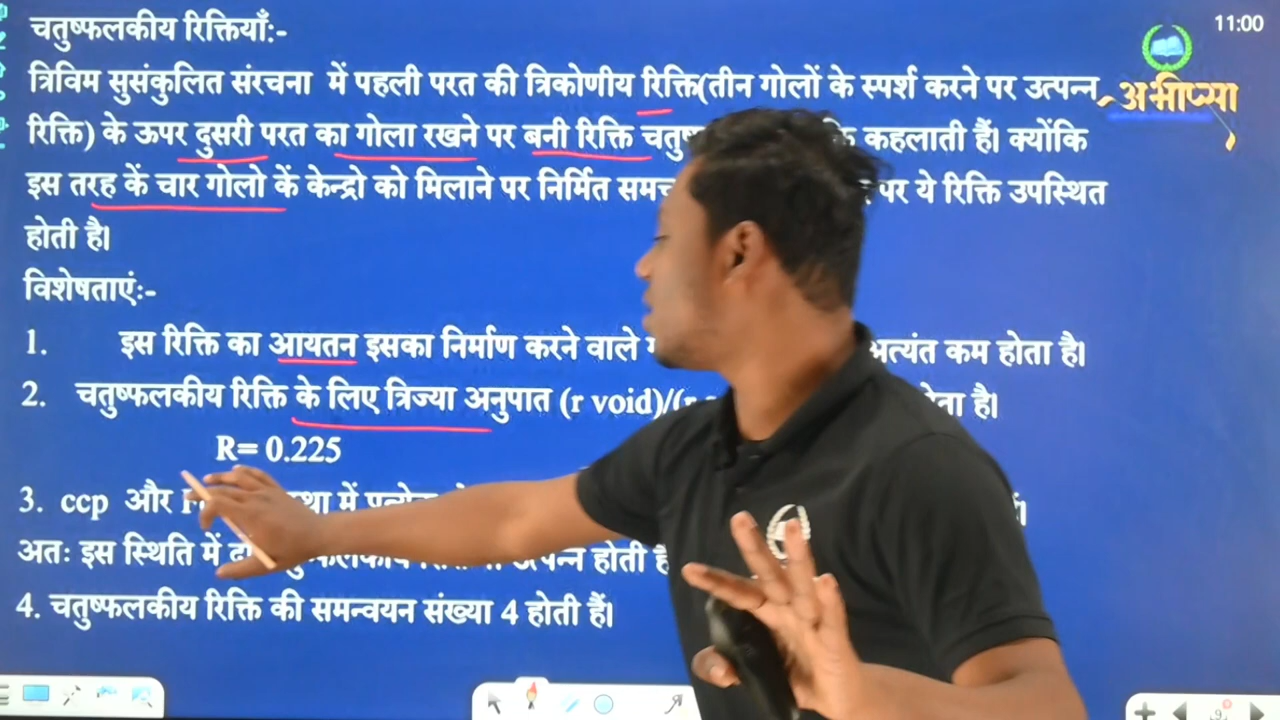 चतुष्फलकीय रिक्तियाँ:-
11:00
अभीप्सा
त्रिविम सुसंकुलित संरचना में पहली परत की त्रिकोणीय रिक्ति(तीन गोलों के स्पर्श करने पर उत्पन्न
रिक्ति) के ऊपर दुसरी परत का गोला रखने पर बनी रिक्ति कहलाती हैं। क्योंकि
इस तरह कें चार गोलो कें केन्द्रो को मिलाने पर निर्मित पर ये रिक्ति उपस्थित
होती है।
विशेषताएंः-
1. इस रिक्ति का आयतन इसका निर्माण करने वाले अत्यंत कम होता है।
2. चतुष्फलकीय रिक्ति के लिए त्रिज्या अनुपात (r void)/ है।
R= 0.225
3. ccp और में
अतः इस स्थिति में उत्पन्न होती
4. चतुष्फलकीय रिक्ति की समन्वयन संख्या 4 होती हैं।